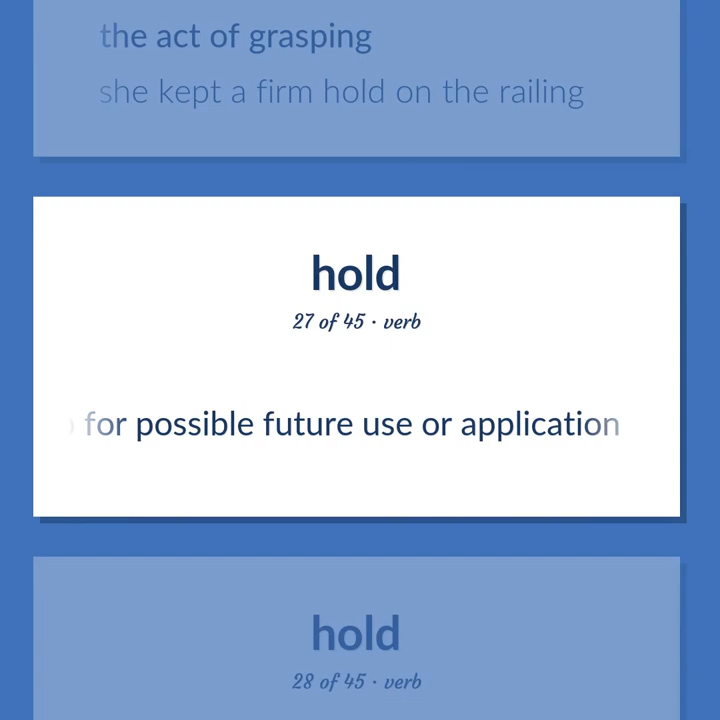 the act of grasping
she kept a firm hold on the railing
hold
27 of 45 · verb
for possible future use or application
hold
28 of 45 · verb